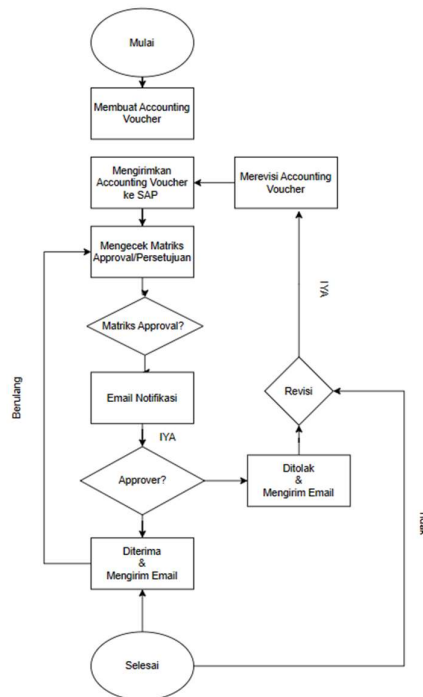 Mulai
Membuat Accounting
Voucher
Mengirimkan
Accounting Voucher
ke SAP
Merevisi Accounting
Voucher
Mengecek Matriks
Approval/Persetujuan
IYA
Matriks Approval?
Berulang
Email Notifikasi
Revisi
IYA
Approver?
Ditolak
&
Mengirim Email
Diterima
&
Mengirim Email
Selesai